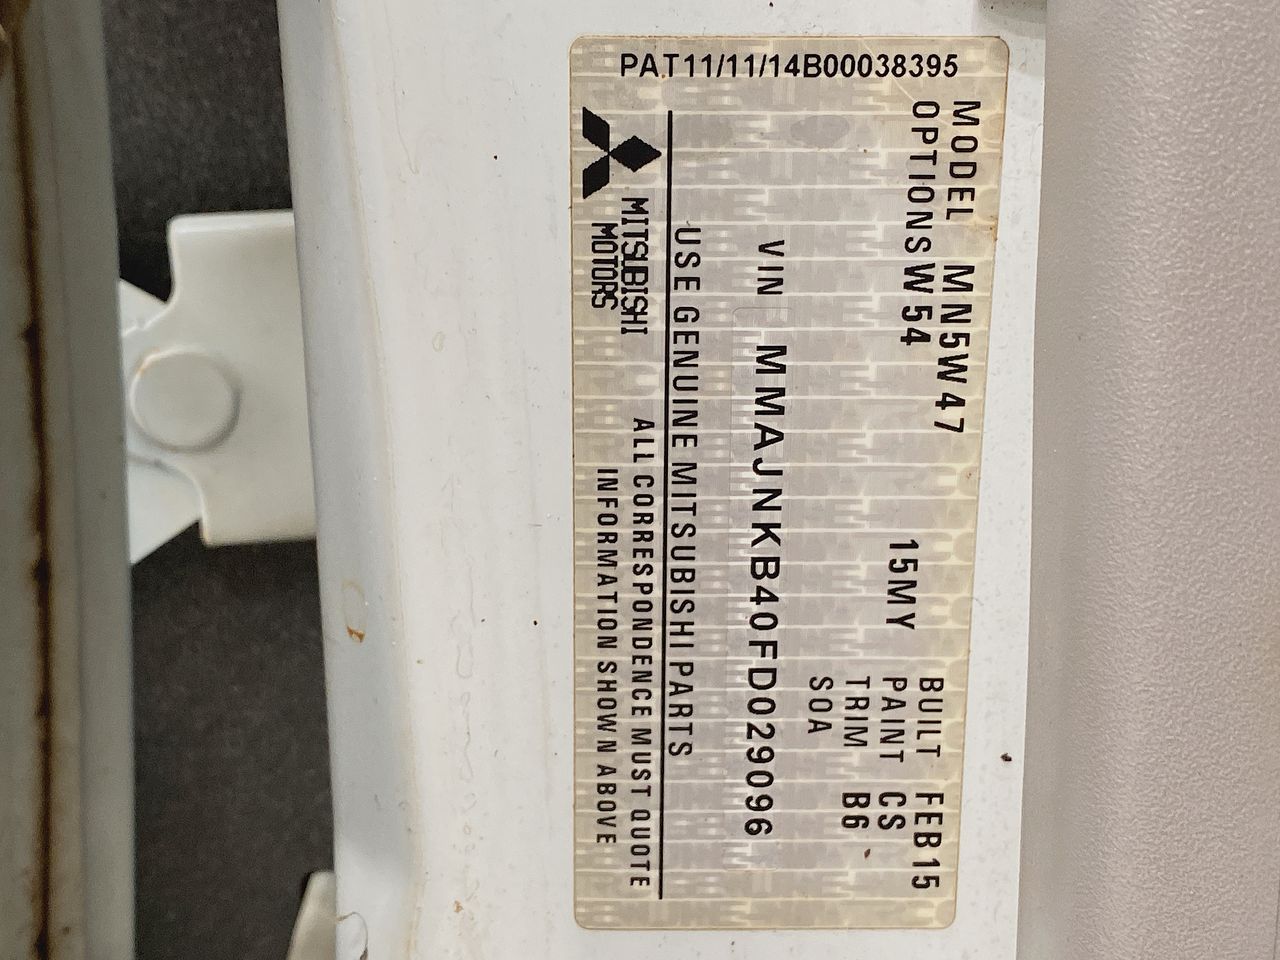 PAT11/11/14B00038395
MODEL MN5W47
OPTIONS W54
15MY
BUILT FEB15
PAINT CS
TRIM B6
SOA
VIN MMAJNKB40FD029096
USE GENUINE MITSUBISHI PARTS
MITSUBISHI
MOTORS
ALL CORRESPONDENCE MUST QUOTE
INFORMATION SHOWN ABOVE